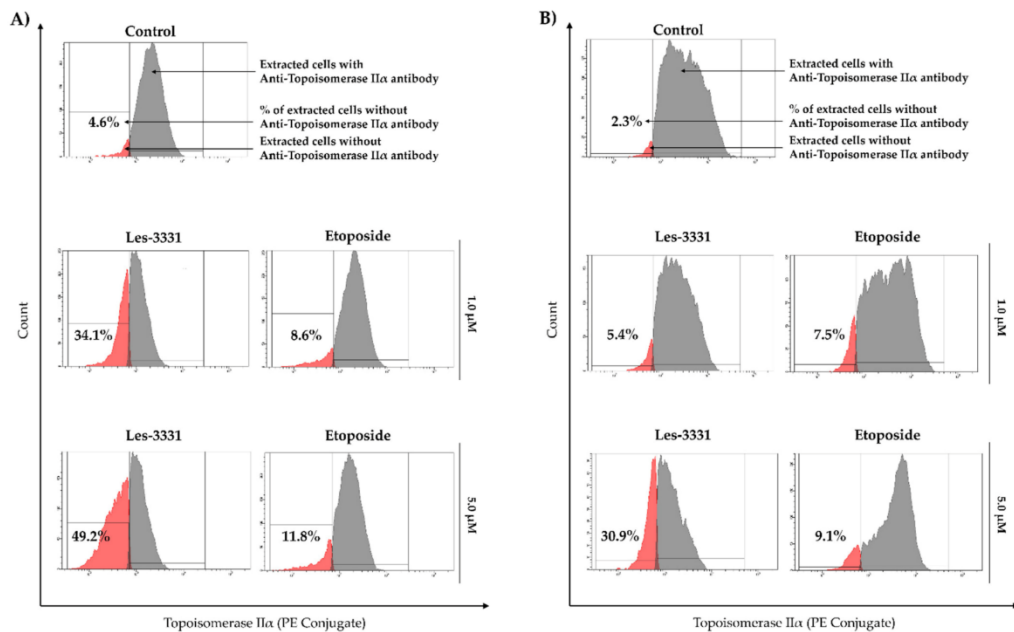 A)
Control
Extracted cells with
Anti-Topoisomerase IIα antibody
% of extracted cells without
Anti-Topoisomerase IIα antibody
Extracted cells without
Anti-Topoisomerase IIα antibody
4.6%
Les-3331
Etoposide
34.1%
8.6%
1.0 μM
Les-3331
Etoposide
49.2%
11.8%
5.0 μM
Count
Topoisomerase IIα (PE Conjugate)
B)
Control
Extracted cells with
Anti-Topoisomerase IIα antibody
% of extracted cells without
Anti-Topoisomerase IIα antibody
Extracted cells without
Anti-Topoisomerase IIα antibody
2.3%
Les-3331
Etoposide
5.4%
7.5%
1.0 μM
Les-3331
Etoposide
30.9%
9.1%
5.0 μM
Count
Topoisomerase IIα (PE Conjugate)